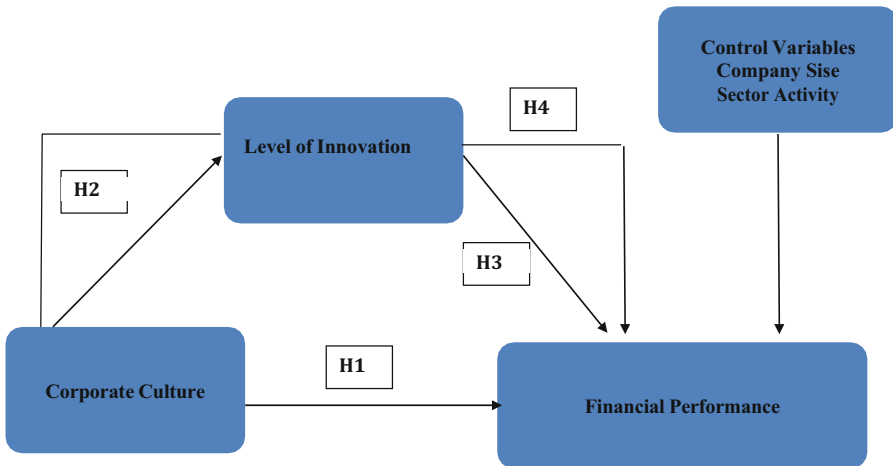 Control Variables
Company Sise
Sector Activity
H4
Level of Innovation
H2
H3
H1
Corporate Culture
Financial Performance